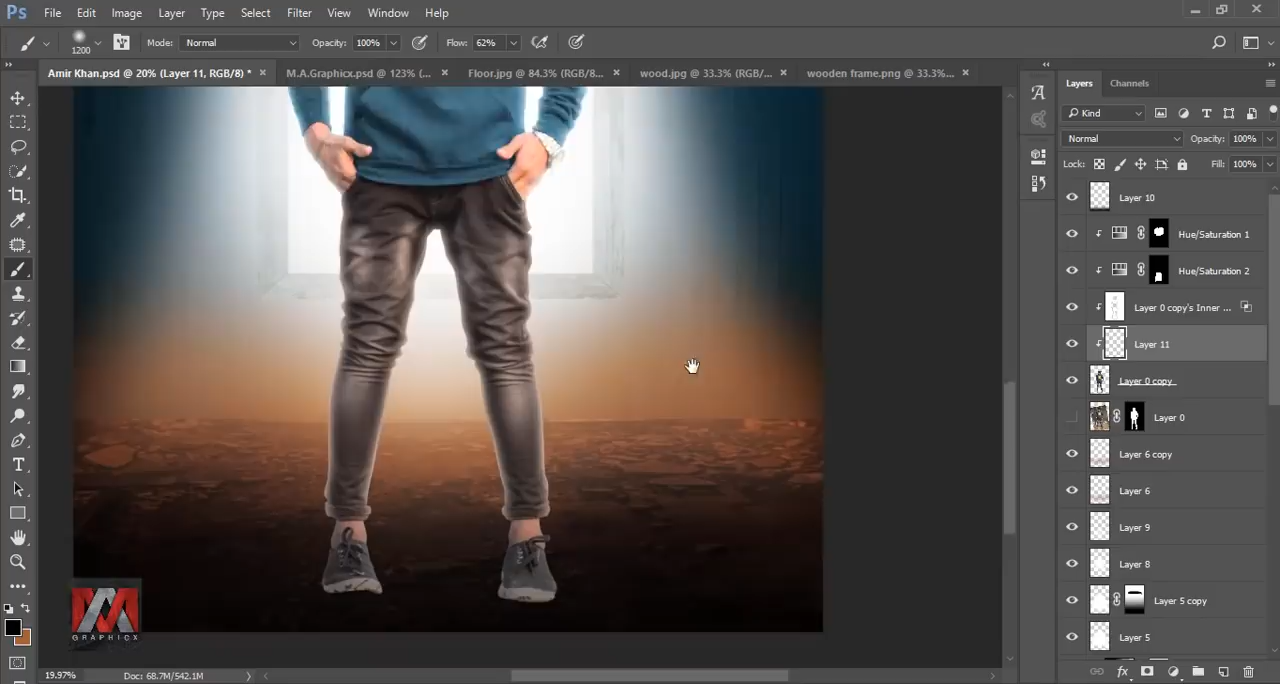 Ps File Edit Image Layer Type Select Filter View Window Help
1200 Mode: Normal Opacity: 100% Flow: 62%
Amir Khan.psd @ 20% (Layer 11, RGB/8) * × M.A.Graphicx.psd @ 123% (... × Floor.jpg @ 84.3% (RGB/8... × wood.jpg @ 33.3% (RGB/... × wooden frame.png @ 33.3%... ×
Layers Channels
Kind
Normal Opacity: 100%
Lock: Fill: 100%
Layer 10
Hue/Saturation 1
Hue/Saturation 2
Layer 0 copy's Inner ...
Layer 11
Layer 0 copy
Layer 0
Layer 6 copy
Layer 6
Layer 9
Layer 8
Layer 5 copy
Layer 5
GRAPHICX
19.97% Doc: 68.7M/542.1M
fx